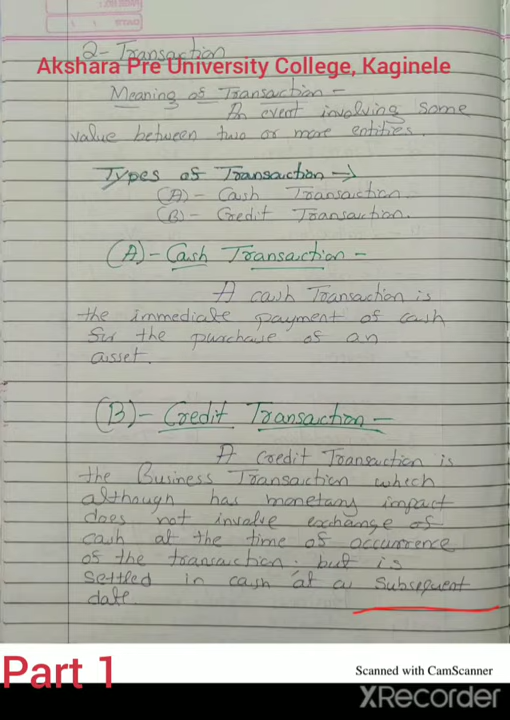 2- Transaction
Akshara Pre University College, Kaginele
Meaning of Transaction -
An event involving some
value between two or more entities.
Types of Transaction →
(A)- Cash Transaction.
(B)- Credit Transaction.
(A)- Cash Transaction -
A cash Transaction is
the immediate payment of cash
for the purchase of an
asset.
(B)- Credit Transaction -
A Credit Transaction is
the Business Transaction which
although has monetary impact
does not involve exchange of
cash at the time of occurrence
of the transaction. but is
settled in cash at a subsequent
date.
Part 1
Scanned with CamScanner
XRecorder